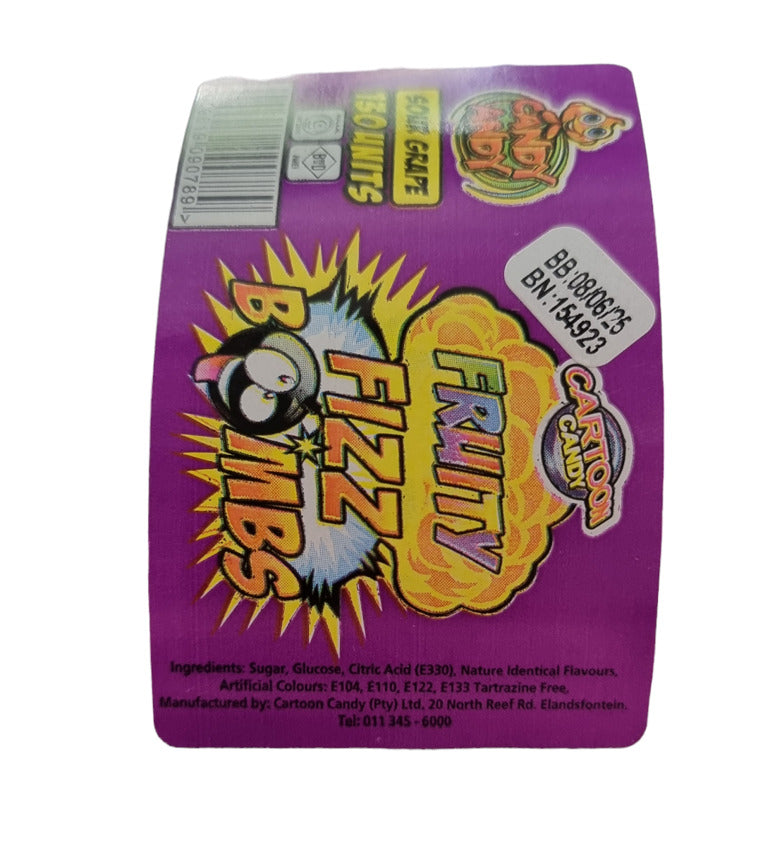 CANDY
ANDY
SOUR GRAPE
150 UNITS
BB:08/06/25
BN:154923
CARTOON
CANDY
FRUITY
FIZZ
BOMBS
Ingredients: Sugar, Glucose, Citric Acid (E330), Nature Identical Flavours,
Artificial Colours: E104, E110, E122, E133 Tartrazine Free,
Manufactured by: Cartoon Candy (Pty) Ltd. 20 North Reef Rd. Elandsfontein.
Tel: 011 345 - 6000